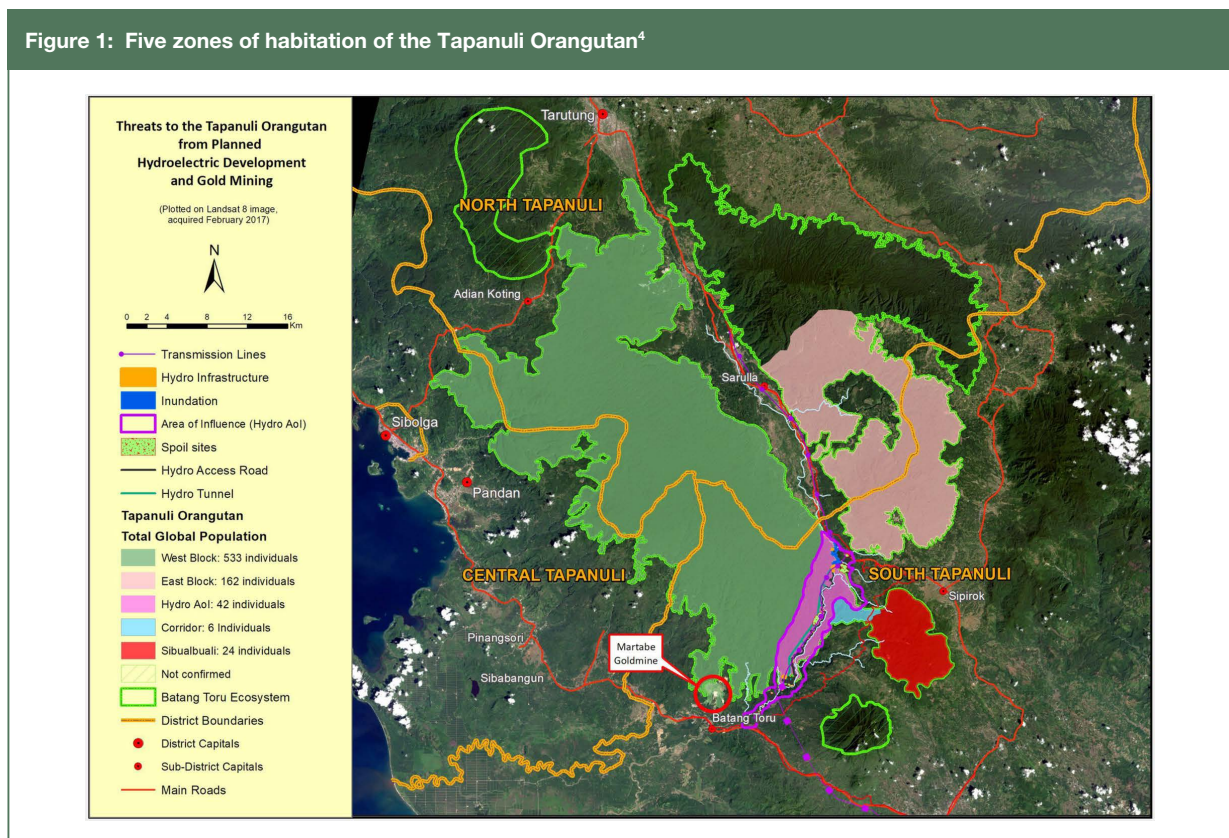 Figure 1: Five zones of habitation of the Tapanuli Orangutan4
Threats to the Tapanuli Orangutan
from Planned
Hydroelectric Development
and Gold Mining
(Plotted on Landsat 8 image,
acquired February 2017)
N
0 2 4 8 12 16
Km
Transmission Lines
Hydro Infrastructure
Inundation
Area of Influence (Hydro AoI)
Spoil sites
Hydro Access Road
Hydro Tunnel
Tapanuli Orangutan
Total Global Population
West Block: 533 individuals
East Block: 162 individuals
Hydro AoI: 42 individuals
Corridor: 6 Individuals
Sibualbuali: 24 individuals
Not confirmed
Batang Toru Ecosystem
District Boundaries
District Capitals
Sub-District Capitals
Main Roads
Tarutung
NORTH TAPANULI
Adian Koting
Sarulla
Sibolga
Pandan
CENTRAL TAPANULI
SOUTH TAPANULI
Sipirok
Pinangsori
Sibabangun
Martabe
Goldmine
Batang Toru